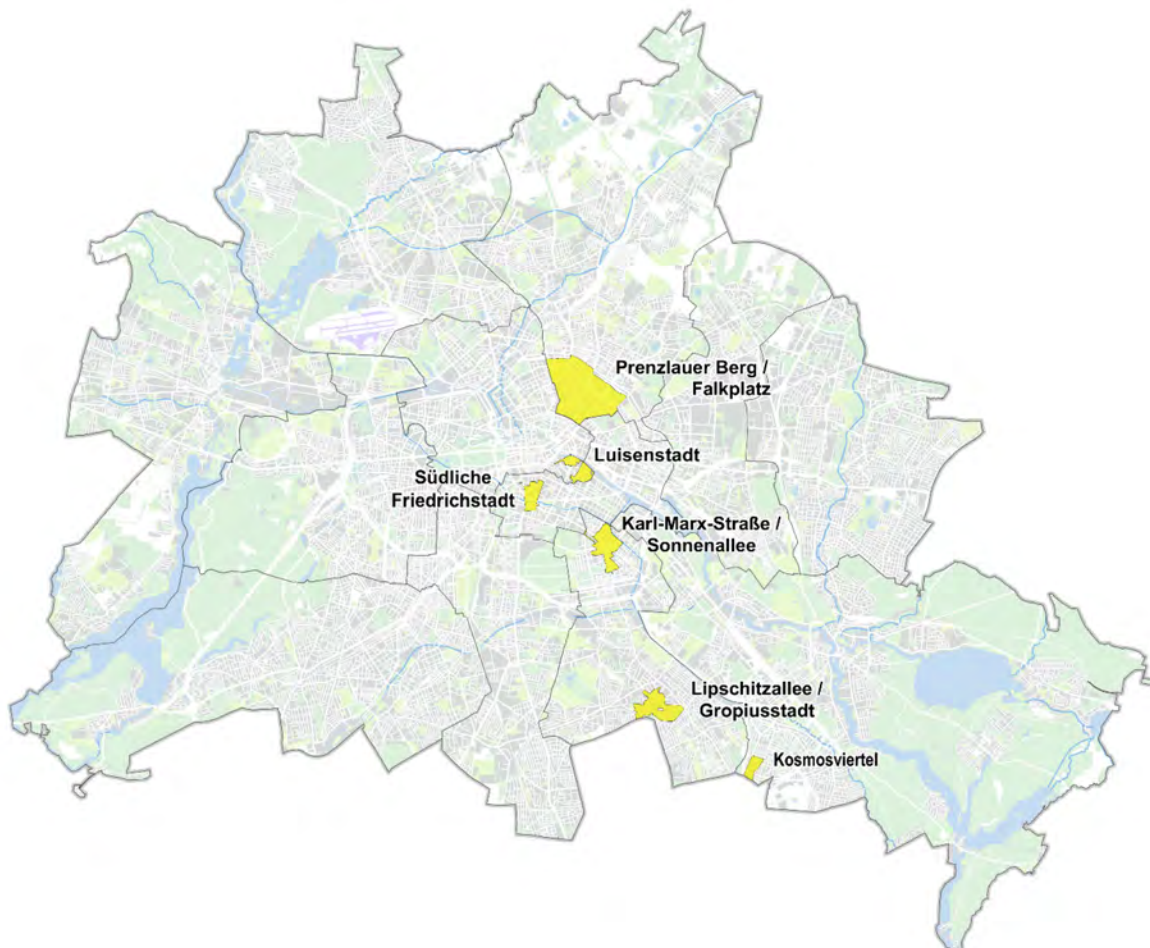 Prenzlauer Berg /
Falkplatz
Luisenstadt
Südliche
Friedrichstadt
Karl-Marx-Straße /
Sonnenallee
Lipschitzallee /
Gropiusstadt
Kosmosviertel